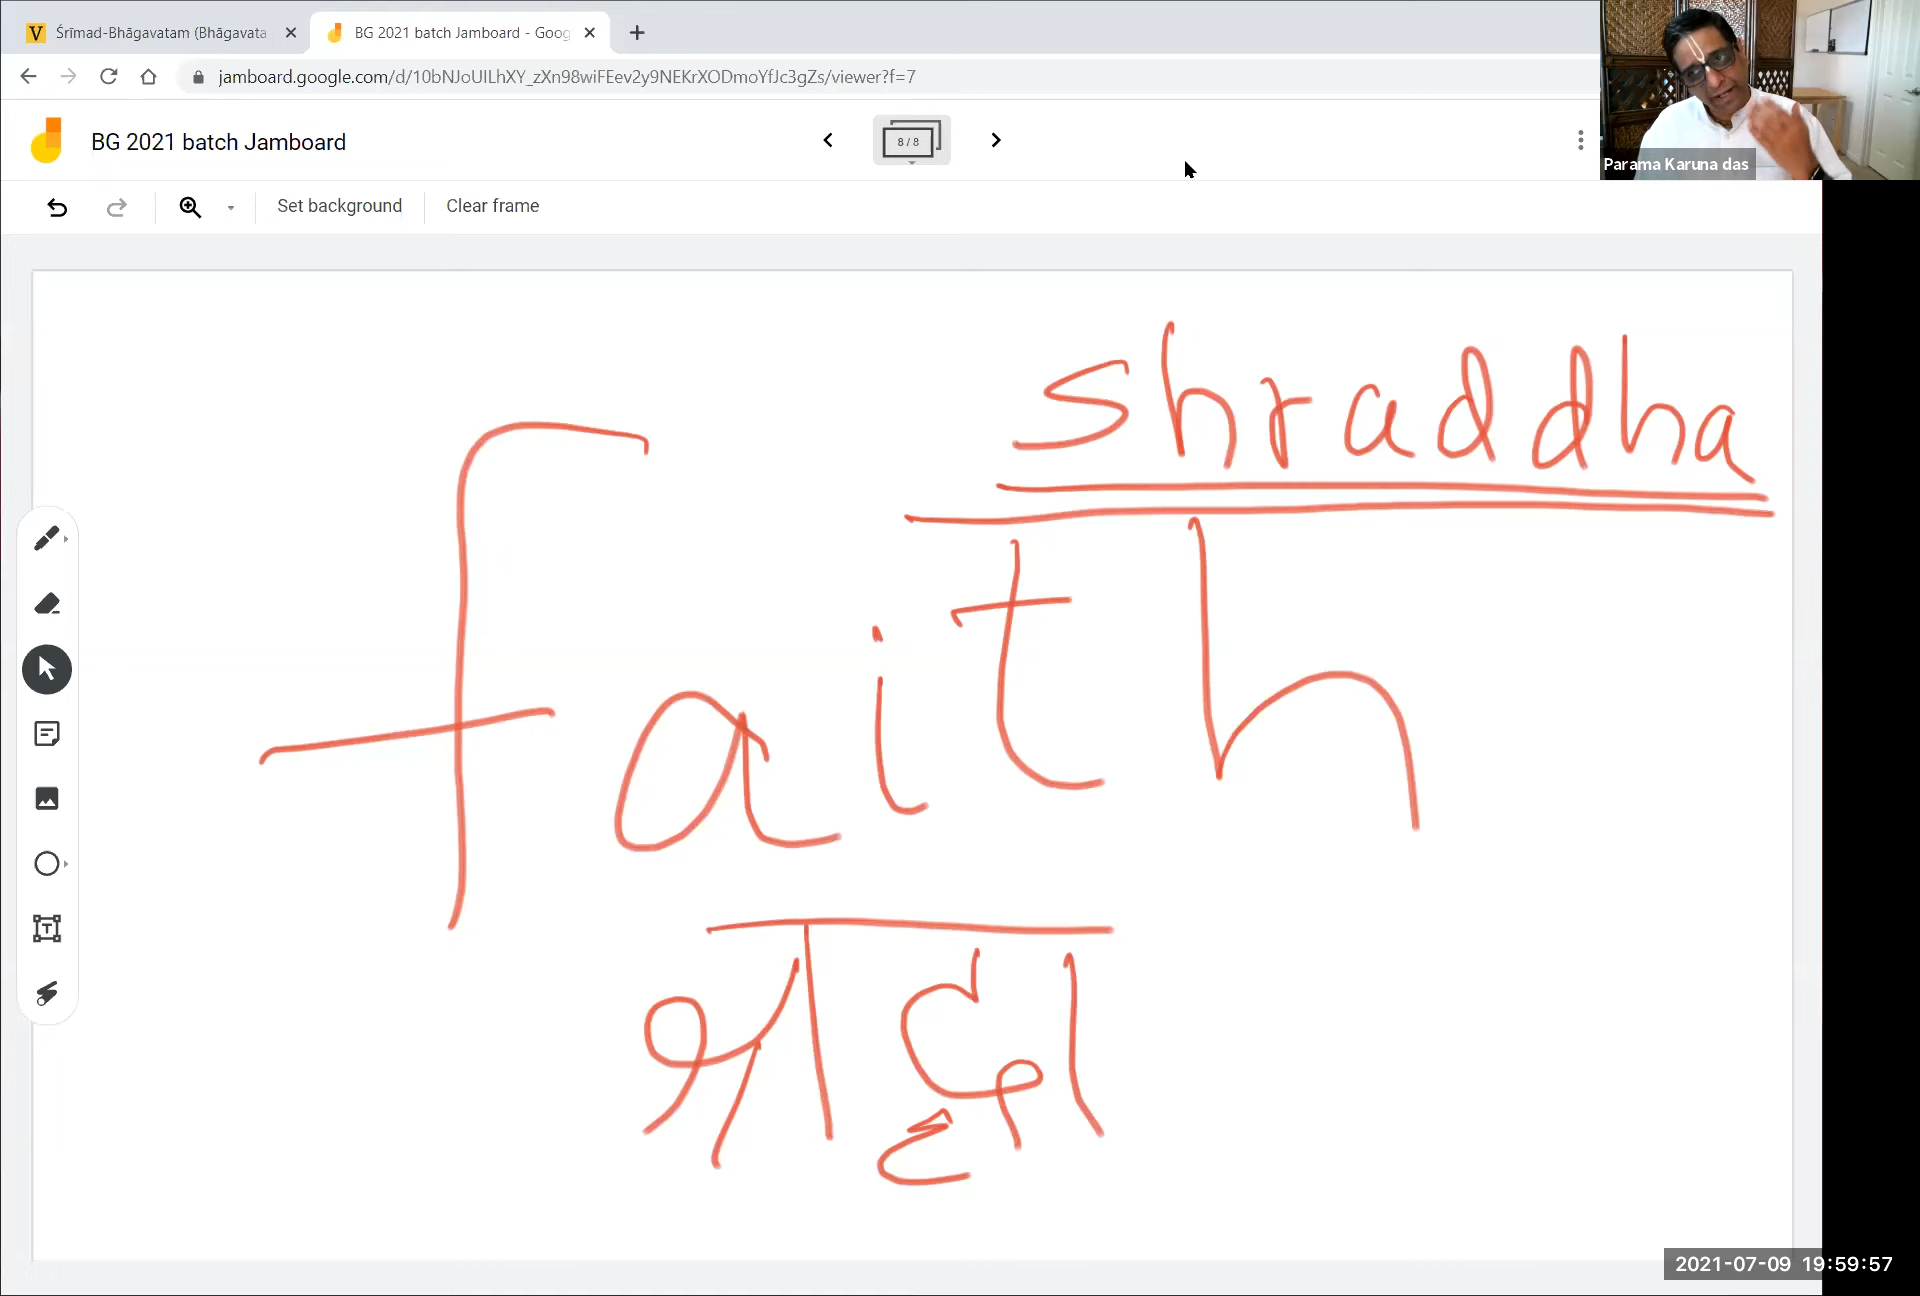 Śrīmad-Bhāgavatam (Bhāgavata
BG 2021 batch Jamboard - Goog
jamboard.google.com/d/10bNJoUILhXY_zXn98wiFEev2y9NEKrXODmoYfJc3gZs/viewer?f=7
BG 2021 batch Jamboard
8 / 8
Parama Karuna das
Set background
Clear frame
Shraddha
Faith
श्रद्धा
2021-07-09 19:59:57